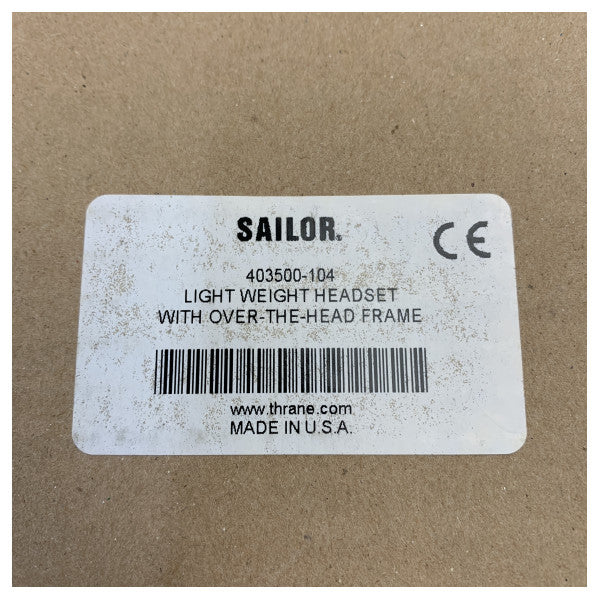 SAILOR®
CE
403500-104
LIGHT WEIGHT HEADSET
WITH OVER-THE-HEAD FRAME
www.thrane.com
MADE IN U.S.A.